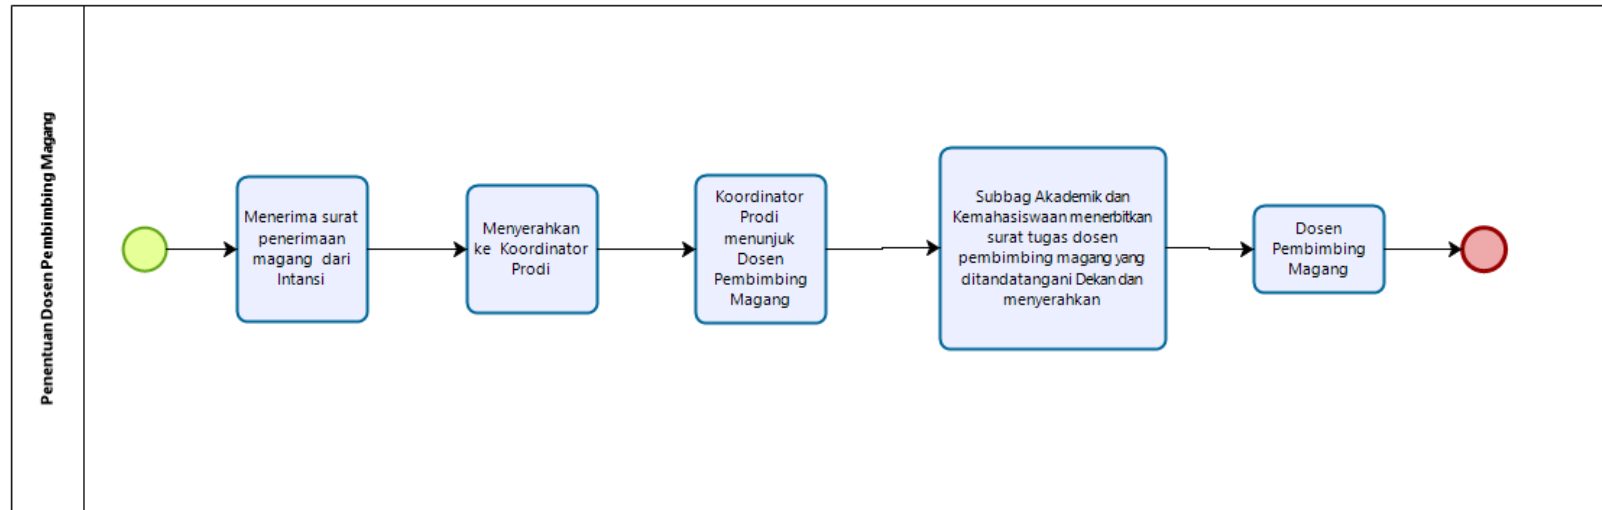 Penentuan Dosen Pembimbing Magang
Menerima surat
penerimaan
magang dari
Intansi
Menyerahkan
ke Koordinator
Prodi
Koordinator
Prodi
menunjuk
Dosen
Pembimbing
Magang
Subbag Akademik dan
Kemahasiswaan menerbitkan
surat tugas dosen
pembimbing magang yang
ditandatangani Dekan dan
menyerahkan
Dosen
Pembimbing
Magang